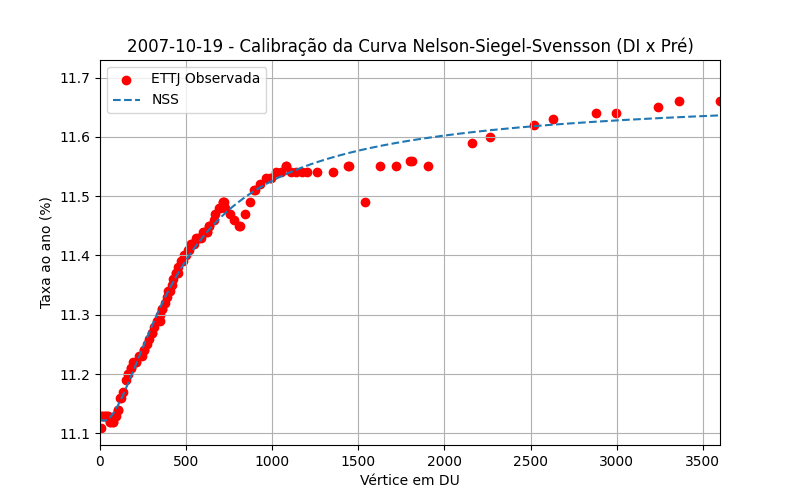 2007-10-19 - Calibração da Curva Nelson-Siegel-Svensson (DI x Pré)
ETTJ Observada
NSS
Taxa ao ano (%)
11.7
11.6
11.5
11.4
11.3
11.2
11.1
0 500 1000 1500 2000 2500 3000 3500
Vértice em DU